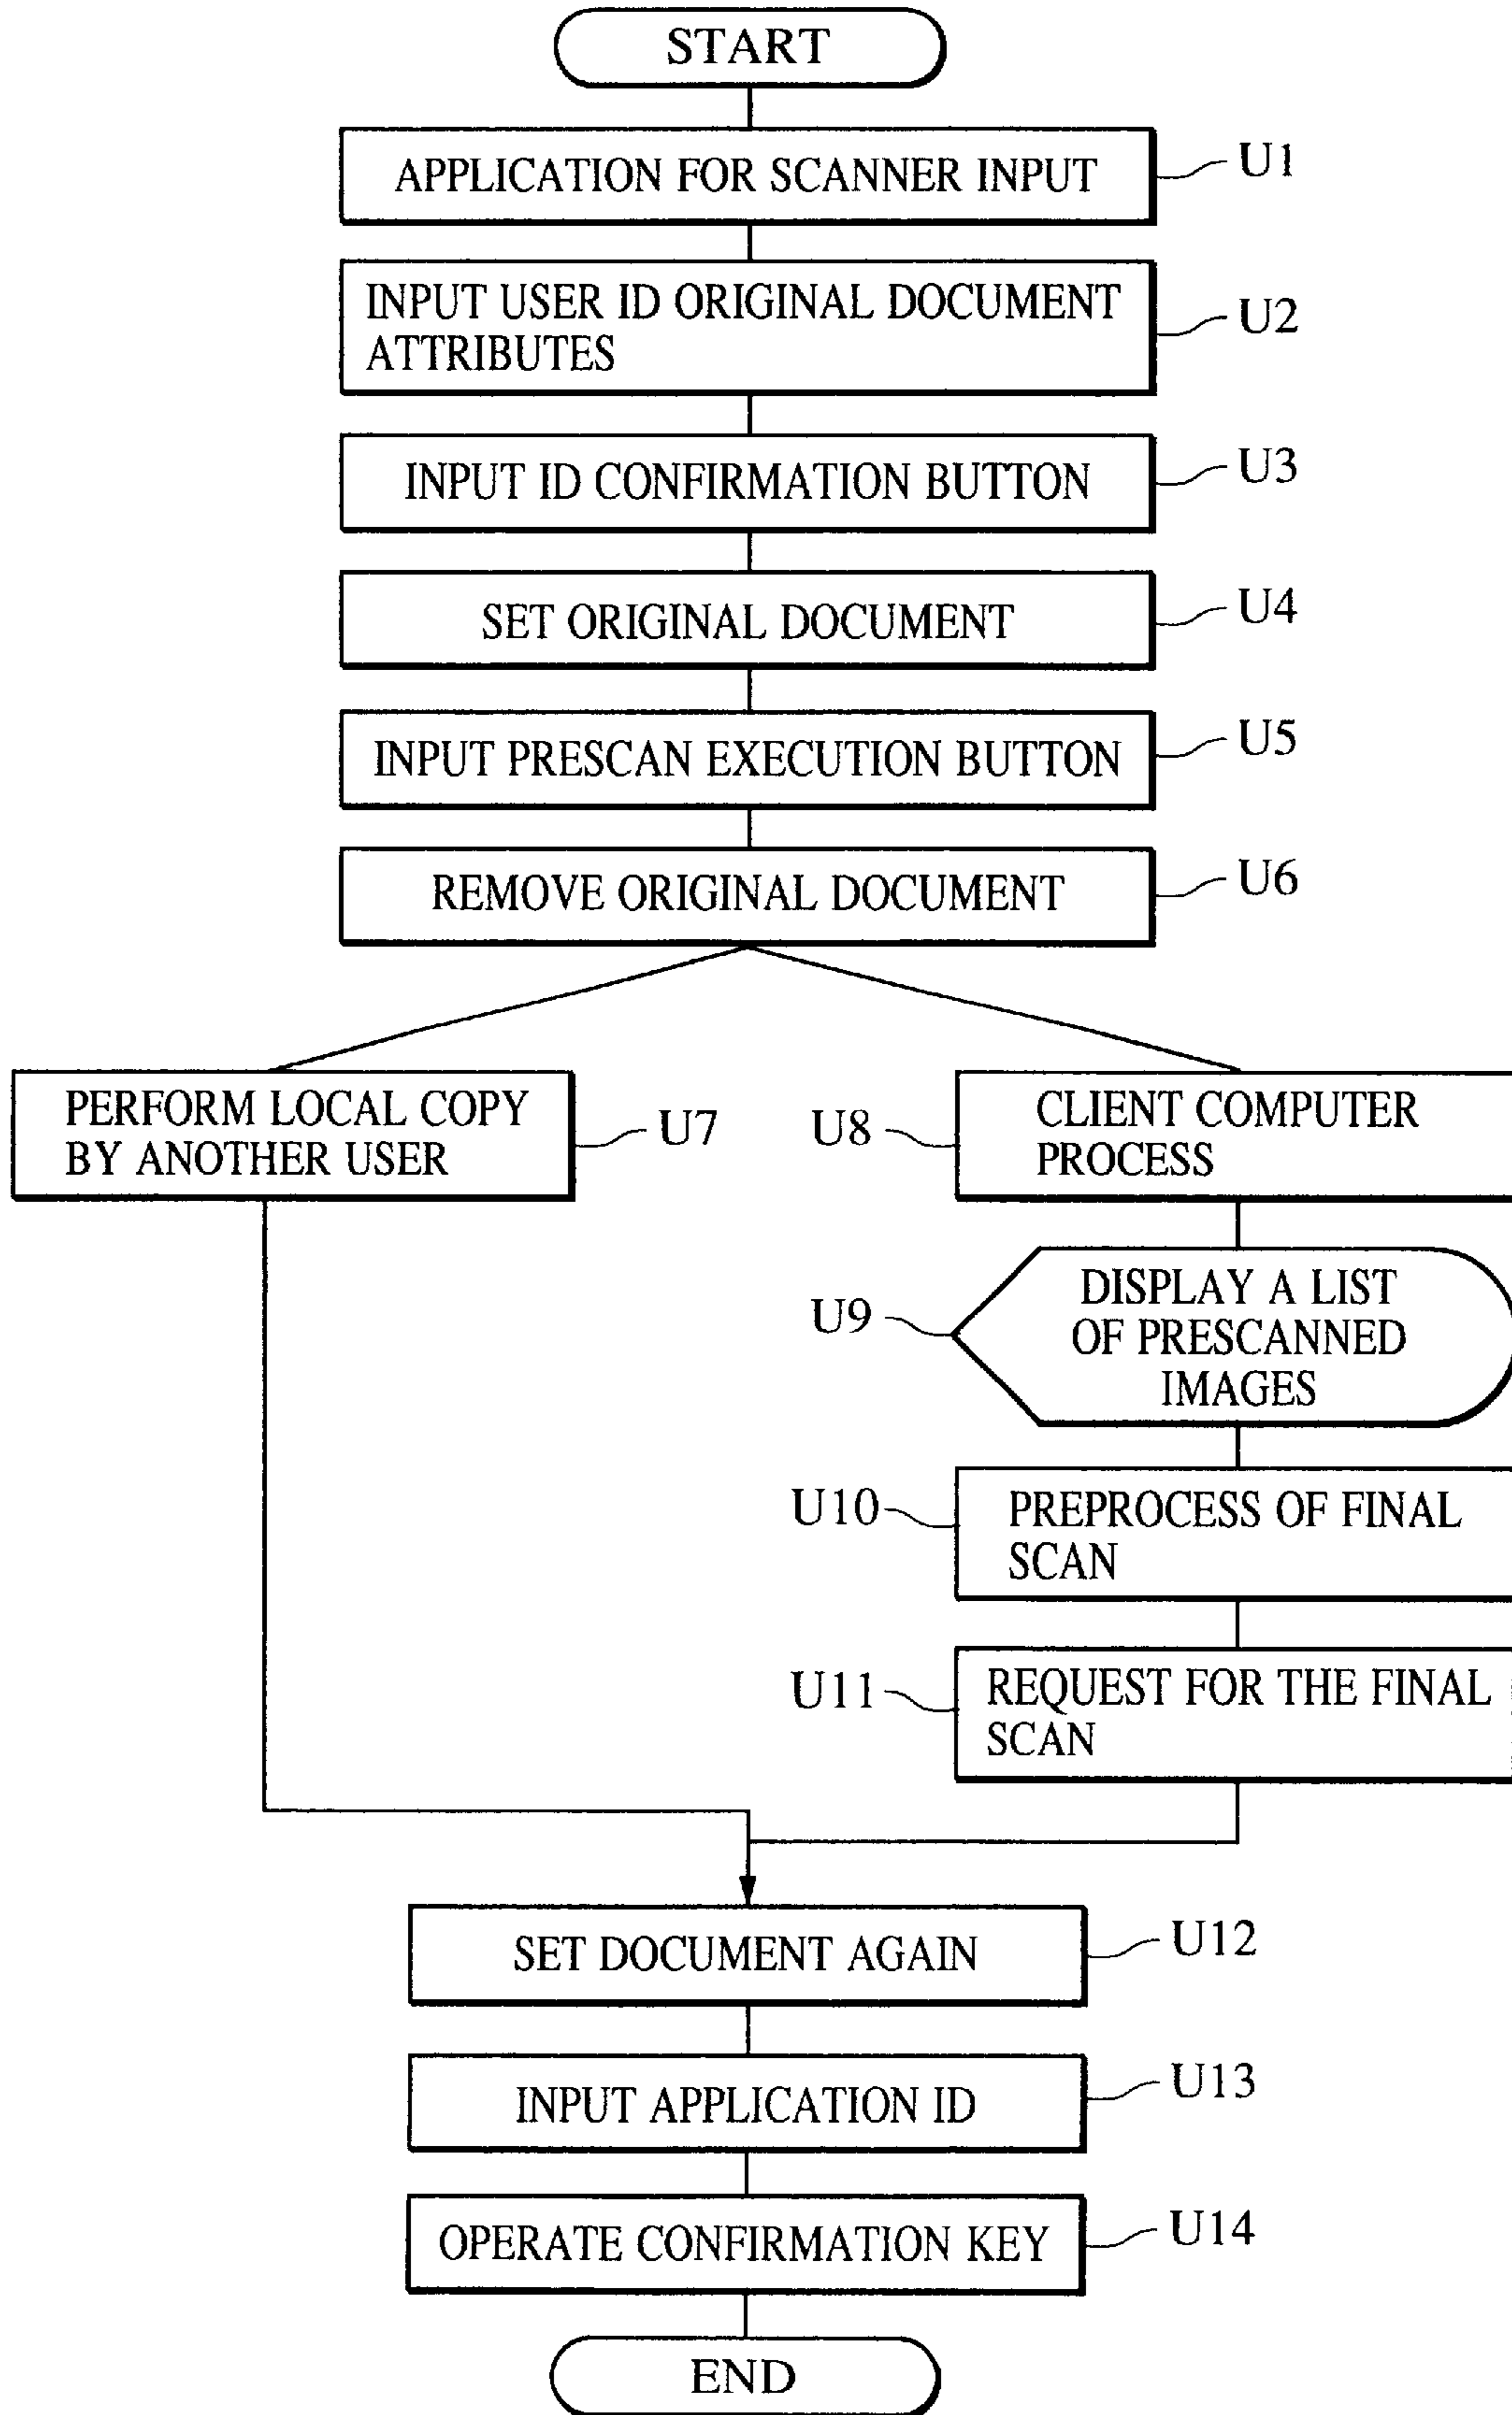 START
APPLICATION FOR SCANNER INPUT
U1
INPUT USER ID ORIGINAL DOCUMENT
ATTRIBUTES
U2
INPUT ID CONFIRMATION BUTTON
U3
SET ORIGINAL DOCUMENT
U4
INPUT PRESCAN EXECUTION BUTTON
U5
REMOVE ORIGINAL DOCUMENT
U6
PERFORM LOCAL COPY
BY ANOTHER USER
U7
U8
CLIENT COMPUTER
PROCESS
U9
DISPLAY A LIST
OF PRESCANNED
IMAGES
U10
PREPROCESS OF FINAL
SCAN
U11
REQUEST FOR THE FINAL
SCAN
SET DOCUMENT AGAIN
U12
INPUT APPLICATION ID
U13
OPERATE CONFIRMATION KEY
U14
END